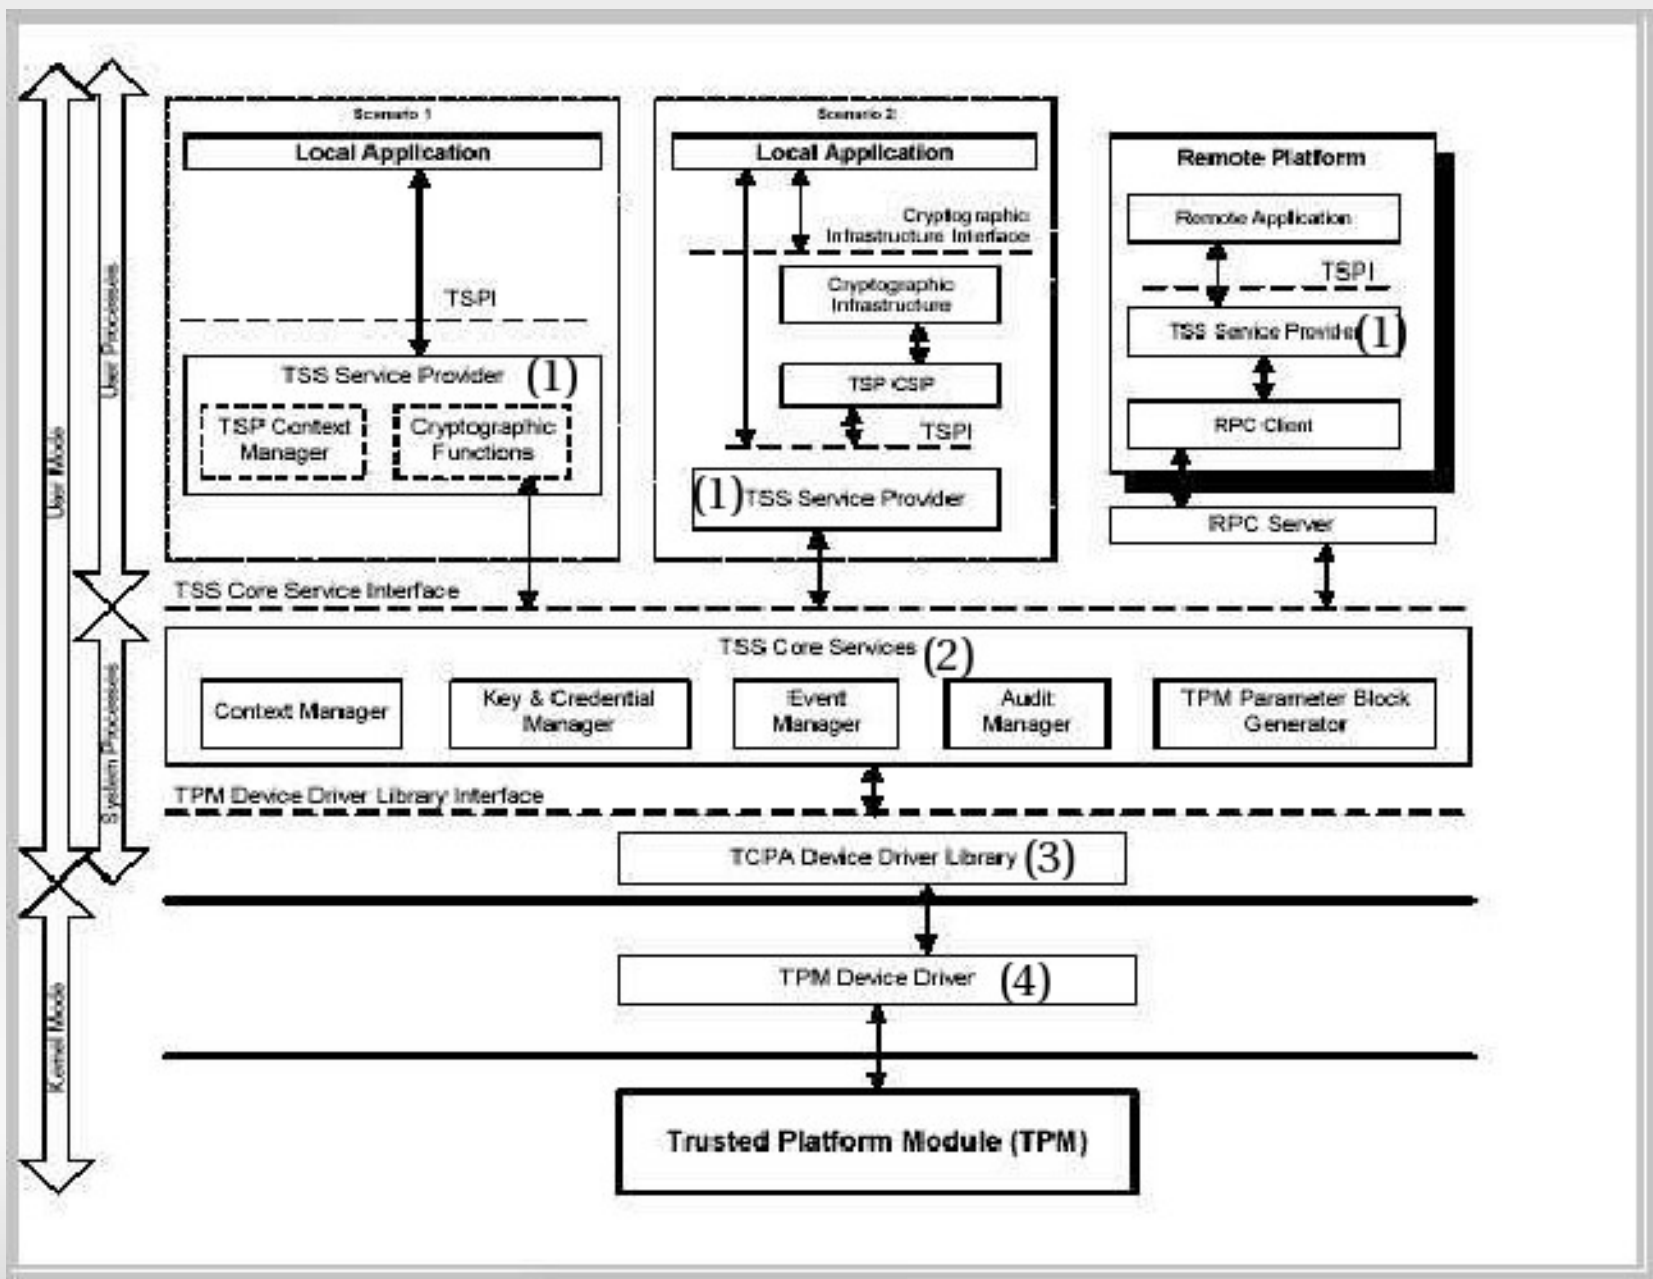 User Mode
User Processes
System Processes
Kernel Mode
Scenario 1
Local Application
TSPI
TSS Service Provider (1)
TSP Context
Manager
Cryptographic
Functions
Scenario 2
Local Application
Cryptographic
Infrastructure Interface
Cryptographic
Infrastructure
TSP CSP
TSPI
(1) TSS Service Provider
Remote Platform
Remote Application
TSPI
TSS Service Provider (1)
RPC Client
RPC Server
TSS Core Service Interface
TSS Core Services (2)
Context Manager
Key & Credential
Manager
Event
Manager
Audit
Manager
TPM Parameter Block
Generator
TPM Device Driver Library Interface
TCPA Device Driver Library (3)
TPM Device Driver (4)
Trusted Platform Module (TPM)